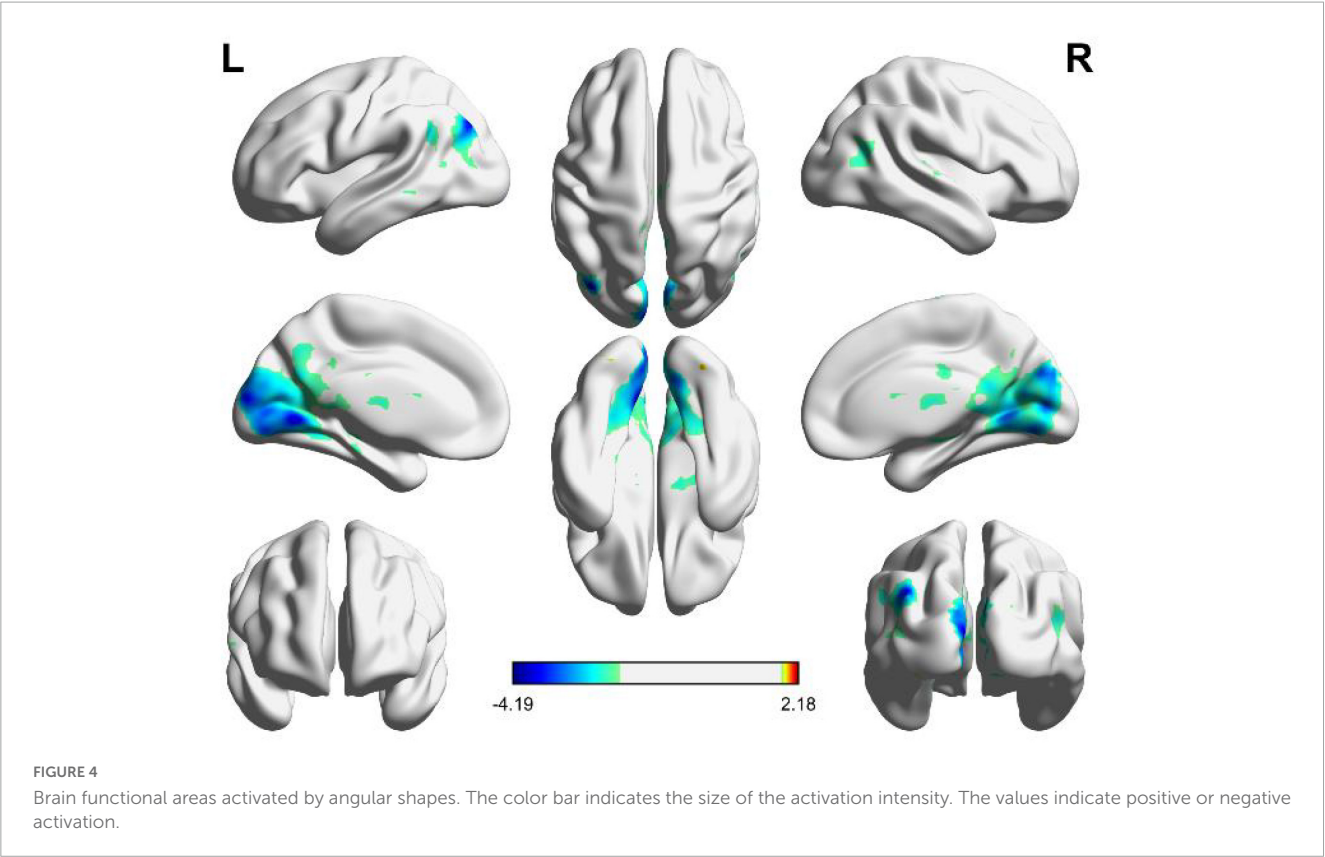 L
R
-4.19
2.18
FIGURE 4
Brain functional areas activated by angular shapes. The color bar indicates the size of the activation intensity. The values indicate positive or negative
activation.